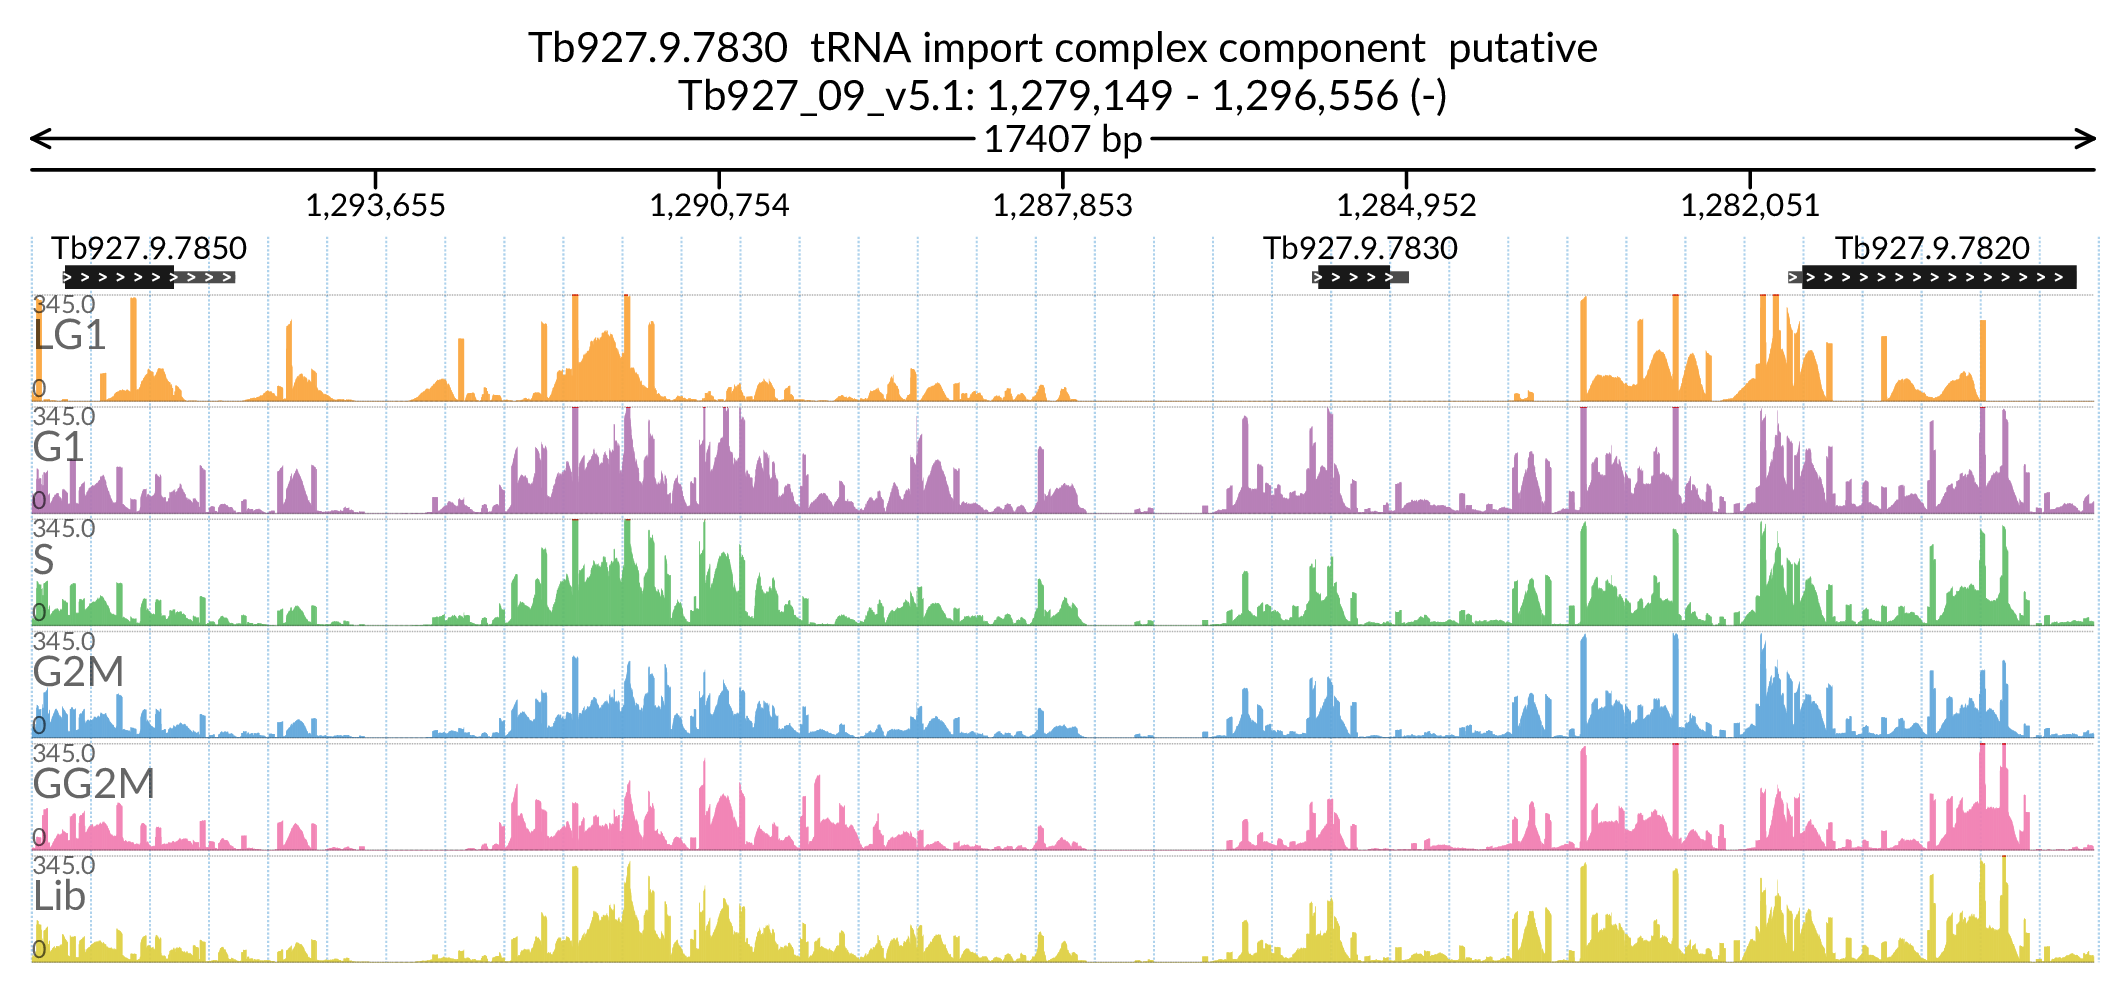 Tb927.9.7830  tRNA import complex component  putative
Tb927_09_v5.1: 1,279,149 - 1,296,556 (-)
17407 bp
1,293,655 1,290,754 1,287,853 1,284,952 1,282,051
Tb927.9.7850 Tb927.9.7830 Tb927.9.7820
345.0
LG1
0
345.0
G1
0
345.0
S
0
345.0
G2M
0
345.0
GG2M
0
345.0
Lib
0